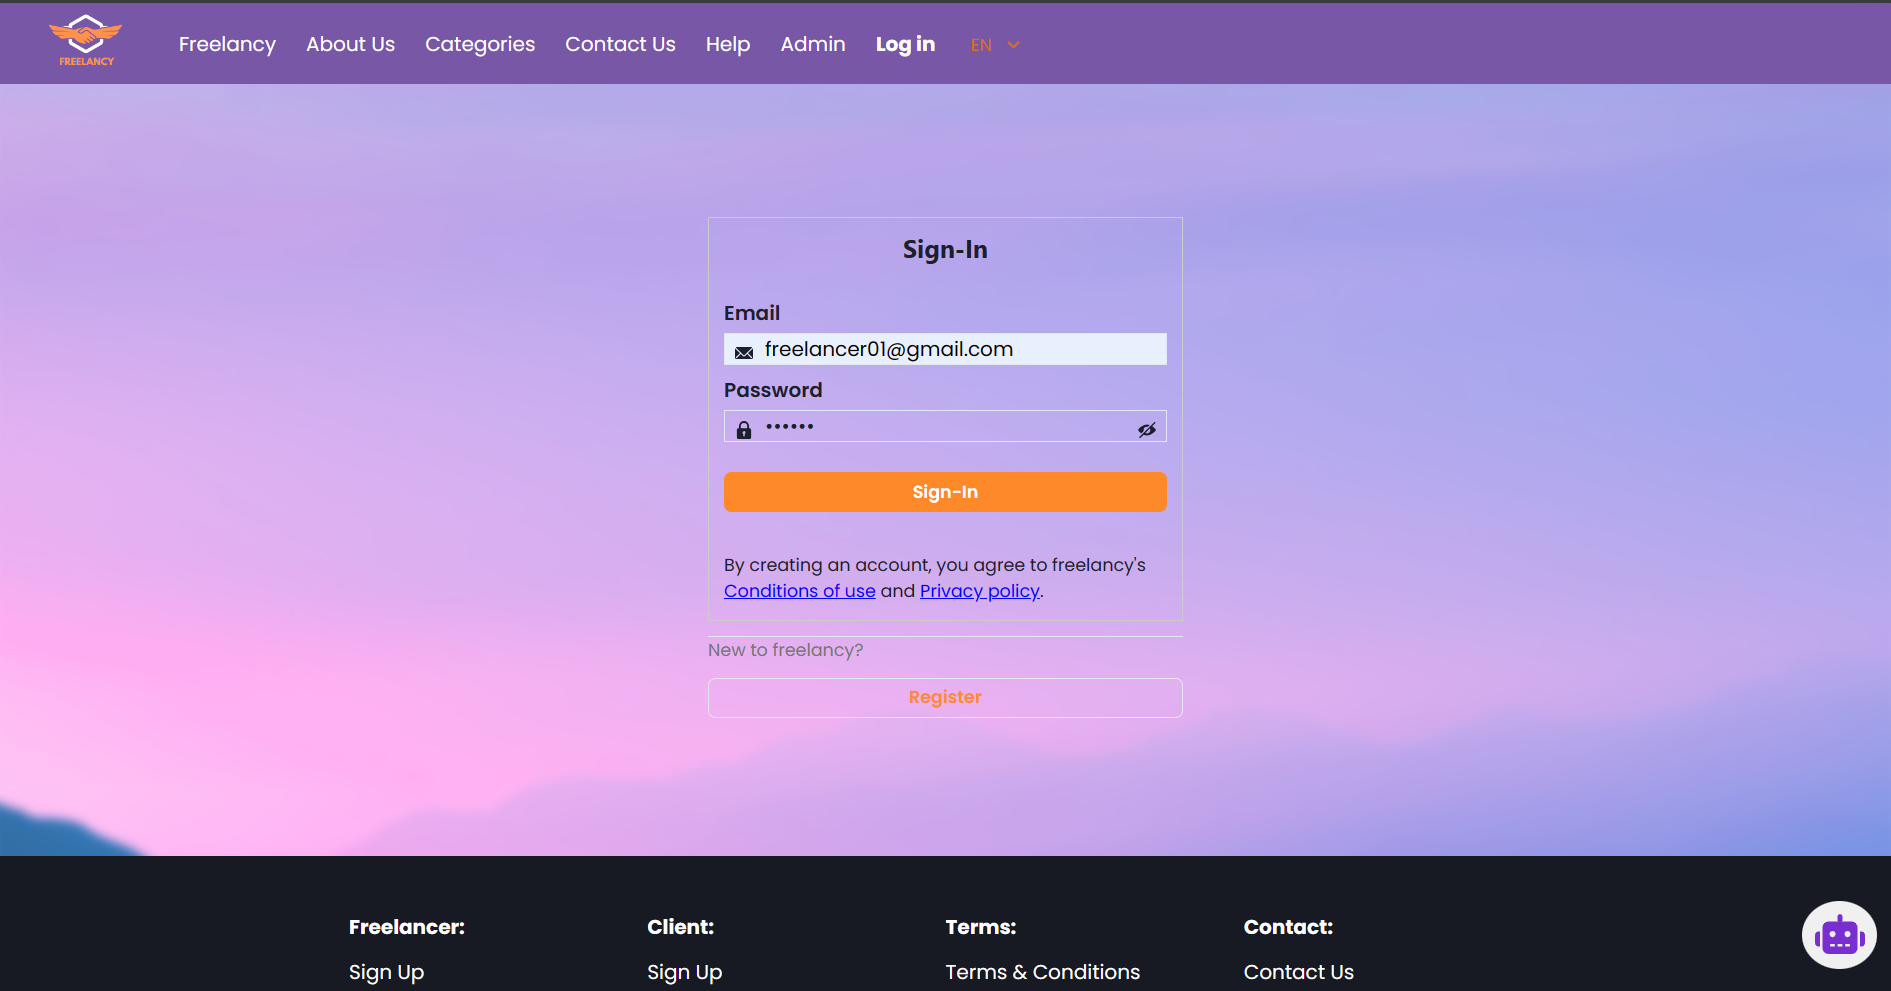 FREELANCY
Freelancy About Us Categories Contact Us Help Admin Log in EN
Sign-In
Email
freelancer01@gmail.com
Password
••••••
Sign-In
By creating an account, you agree to freelancy's
Conditions of use and Privacy policy.
New to freelancy?
Register
Freelancer: Client: Terms: Contact:
Sign Up Sign Up Terms & Conditions Contact Us